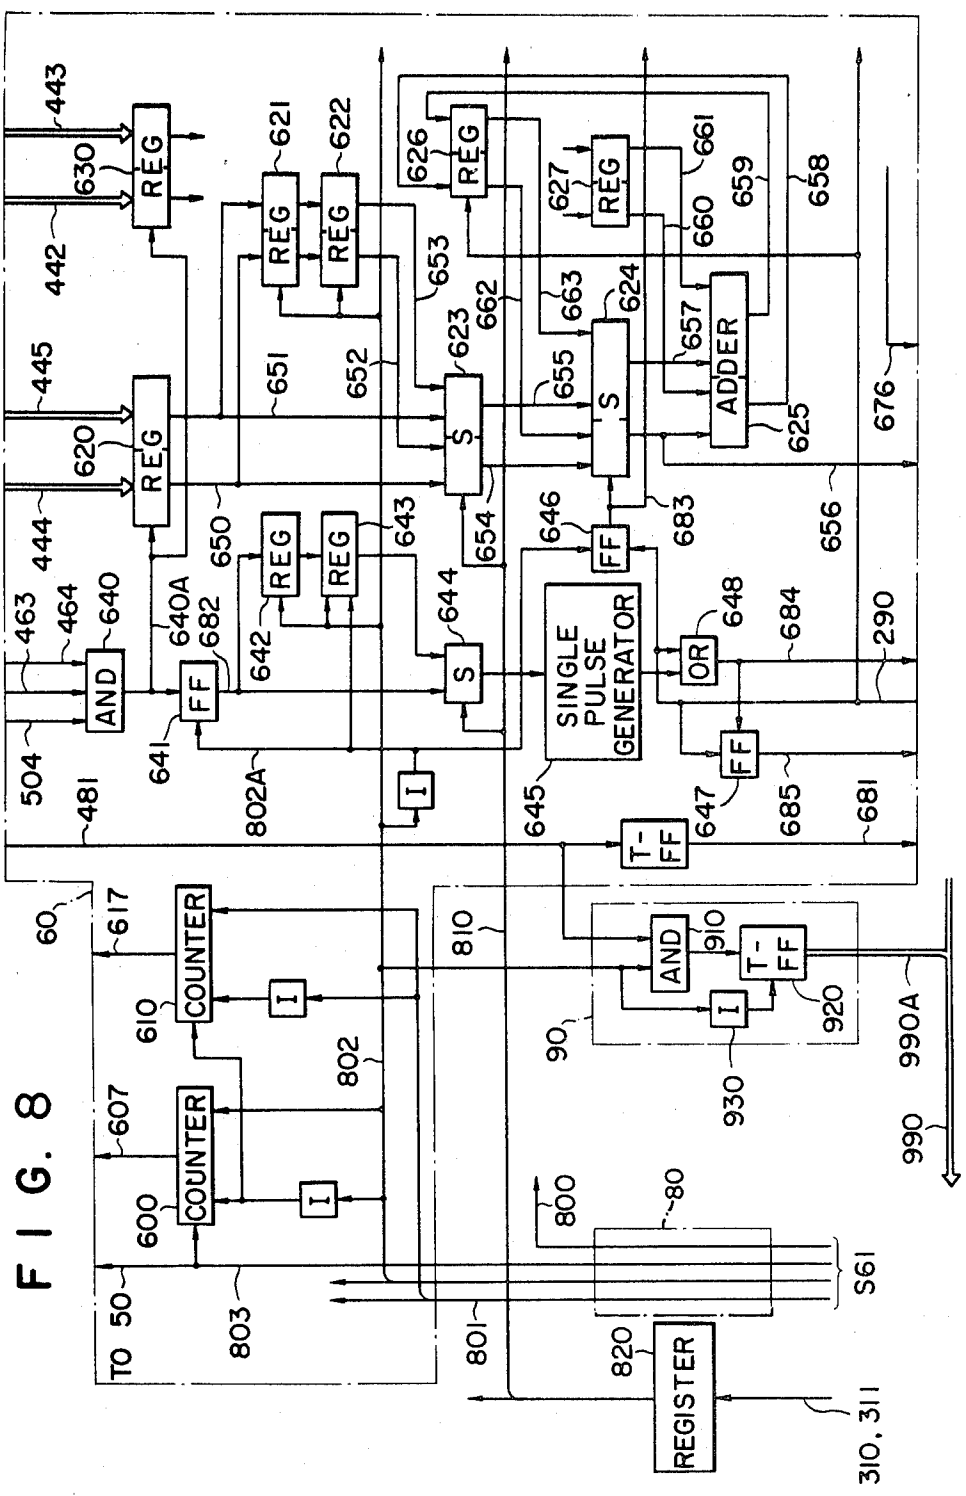 FIG. 8
TO 50
60
607
617
481
504
463
464
444
445
442
443
803
600
COUNTER
610
COUNTER
I
I
AND
640
640A
641
FF
682
802A
620
REG
630
REG
650
651
642
REG
REG
643
621
REG
REG
622
652
653
802
I
801
810
644
S
623
S
654
655
662
663
626
REG
627
REG
645
SINGLE
PULSE
GENERATOR
646
FF
683
624
S
657
660
661
659
658
OR
648
647
FF
684
685
290
656
625
ADDER
676
T-
FF
681
90
AND
910
T-
FF
920
I
930
990A
990
800
80
S61
820
REGISTER
310, 311